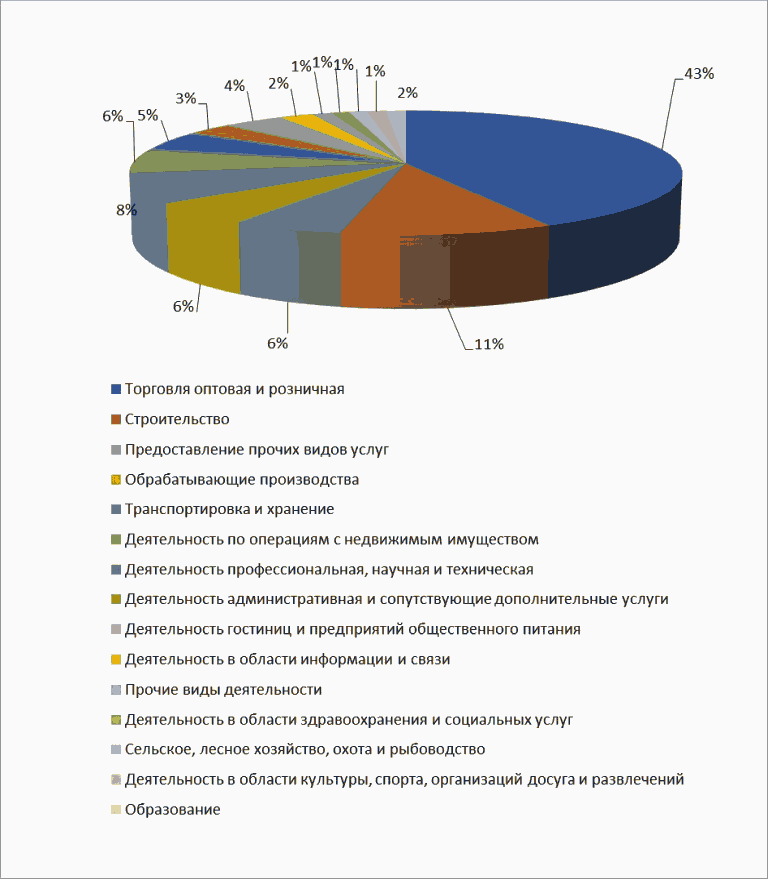 1%
1%
1%
1%
43%
2%
4%
2%
3%
6%
5%
8%
6%
6%
11%
Торговля оптовая и розничная
Строительство
Предоставление прочих видов услуг
Обрабатывающие производства
Транспортировка и хранение
Деятельность по операциям с недвижимым имуществом
Деятельность профессиональная, научная и техническая
Деятельность административная и сопутствующие дополнительные услуги
Деятельность гостиниц и предприятий общественного питания
Деятельность в области информации и связи
Прочие виды деятельности
Деятельность в области здравоохранения и социальных услуг
Сельское, лесное хозяйство, охота и рыбоводство
Деятельность в области культуры, спорта, организаций досуга и развлечений
Образование